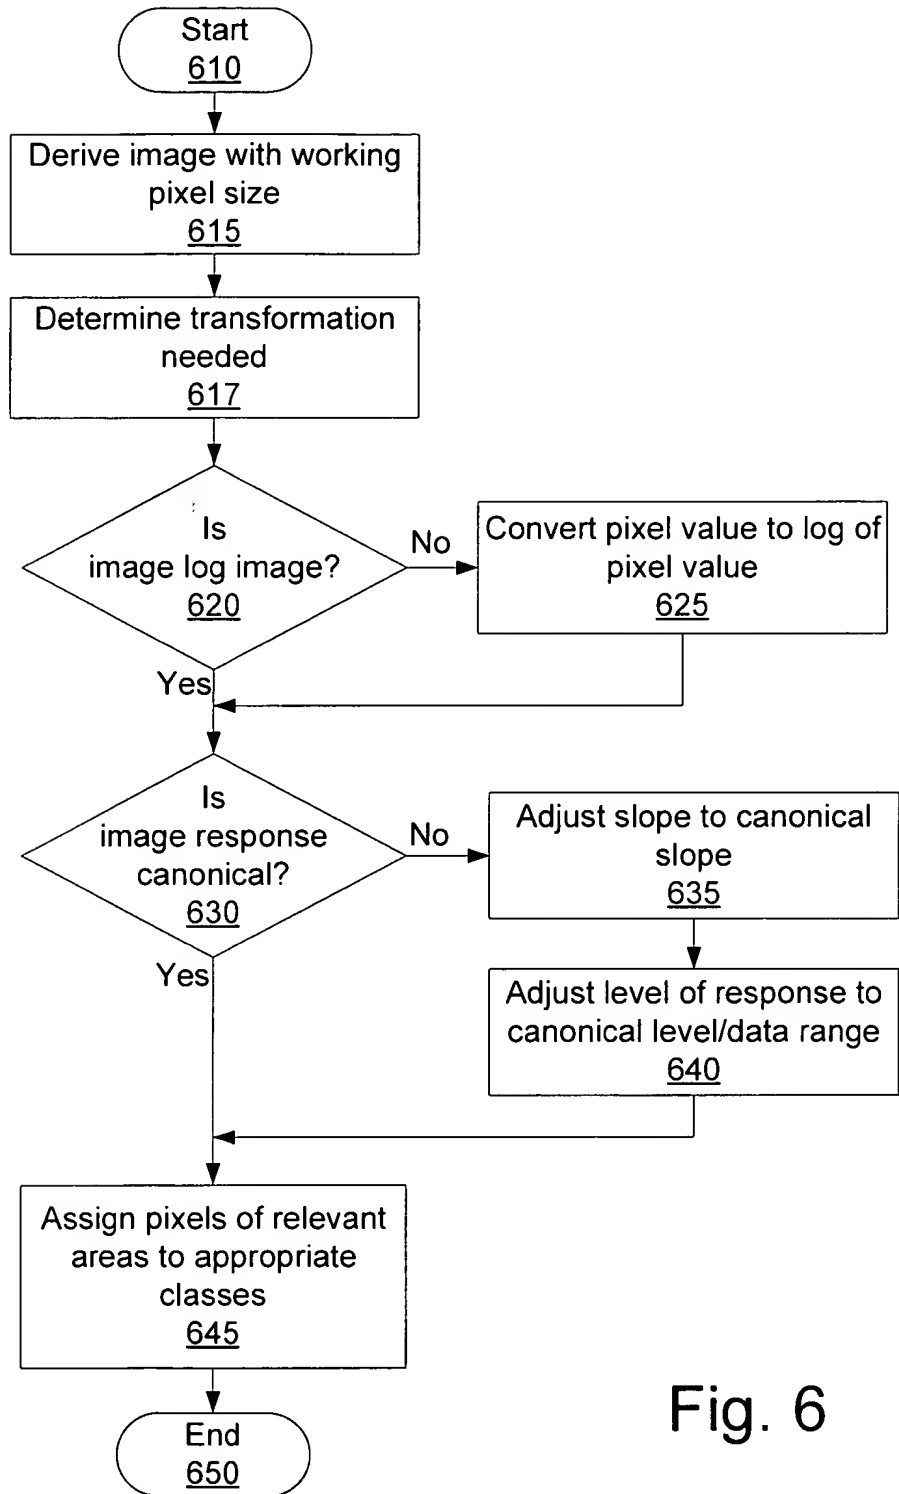 Start
610
Derive image with working
pixel size
615
Determine transformation
needed
617
Is
image log image?
620
No
Convert pixel value to log of
pixel value
625
Yes
Is
image response
canonical?
630
No
Adjust slope to canonical
slope
635
Yes
Adjust level of response to
canonical level/data range
640
Assign pixels of relevant
areas to appropriate
classes
645
End
650
Fig. 6